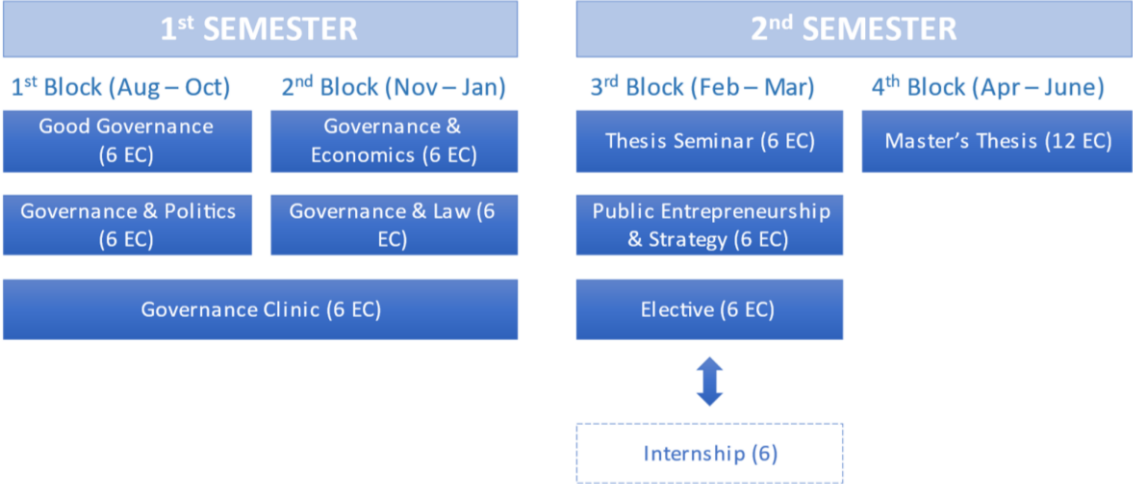 1st SEMESTER
2nd SEMESTER
1st Block (Aug – Oct)
2nd Block (Nov – Jan)
3rd Block (Feb – Mar)
4th Block (Apr – June)
Good Governance
(6 EC)
Governance &
Economics (6 EC)
Thesis Seminar (6 EC)
Master's Thesis (12 EC)
Governance & Politics
(6 EC)
Governance & Law (6
EC)
Public Entrepreneurship
& Strategy (6 EC)
Governance Clinic (6 EC)
Elective (6 EC)
Internship (6)